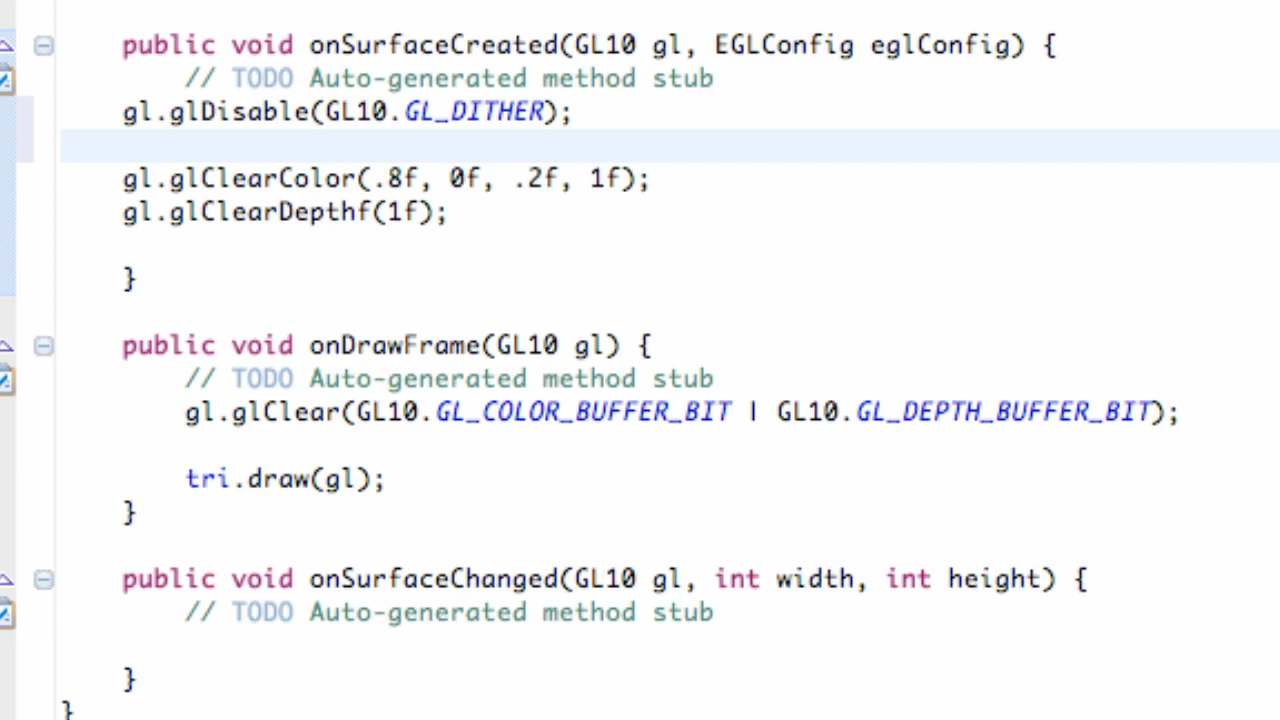 public void onSurfaceCreated(GL10 gl, EGLConfig eglConfig) {
// TODO Auto-generated method stub
gl.glDisable(GL10.GL_DITHER);
gl.glClearColor(.8f, 0f, .2f, 1f);
gl.glClearDepthf(1f);
}
public void onDrawFrame(GL10 gl) {
// TODO Auto-generated method stub
gl.glClear(GL10.GL_COLOR_BUFFER_BIT | GL10.GL_DEPTH_BUFFER_BIT);
tri.draw(gl);
}
public void onSurfaceChanged(GL10 gl, int width, int height) {
// TODO Auto-generated method stub
}
}